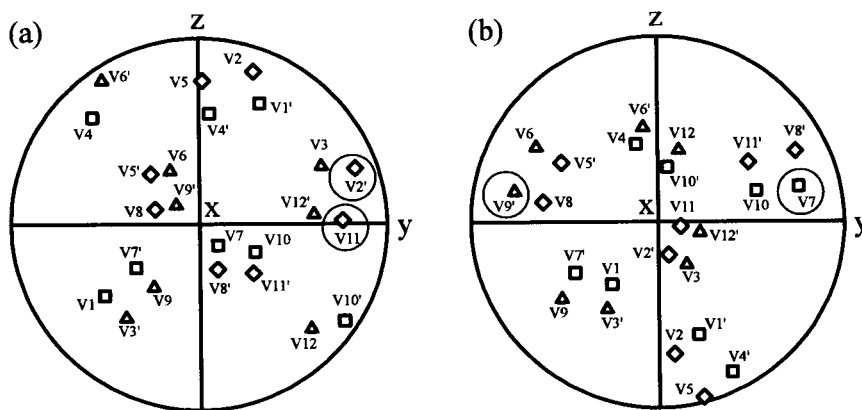 (a)
z
V2
V6'
V5
V1'
V4
V4'
V3
V5'
V6
V2'
V9'
V12'
V8
X
V11
y
V7
V10
V7'
V8'
V11'
V1
V9
V10'
V3'
V12
(b)
z
V6'
V4
V12
V8'
V6
V11'
V5'
V10'
V9'
V8
V10
V7
V11
X
V12'
y
V2'
V7'
V1
V3
V9
V3'
V1'
V2
V4'
V5